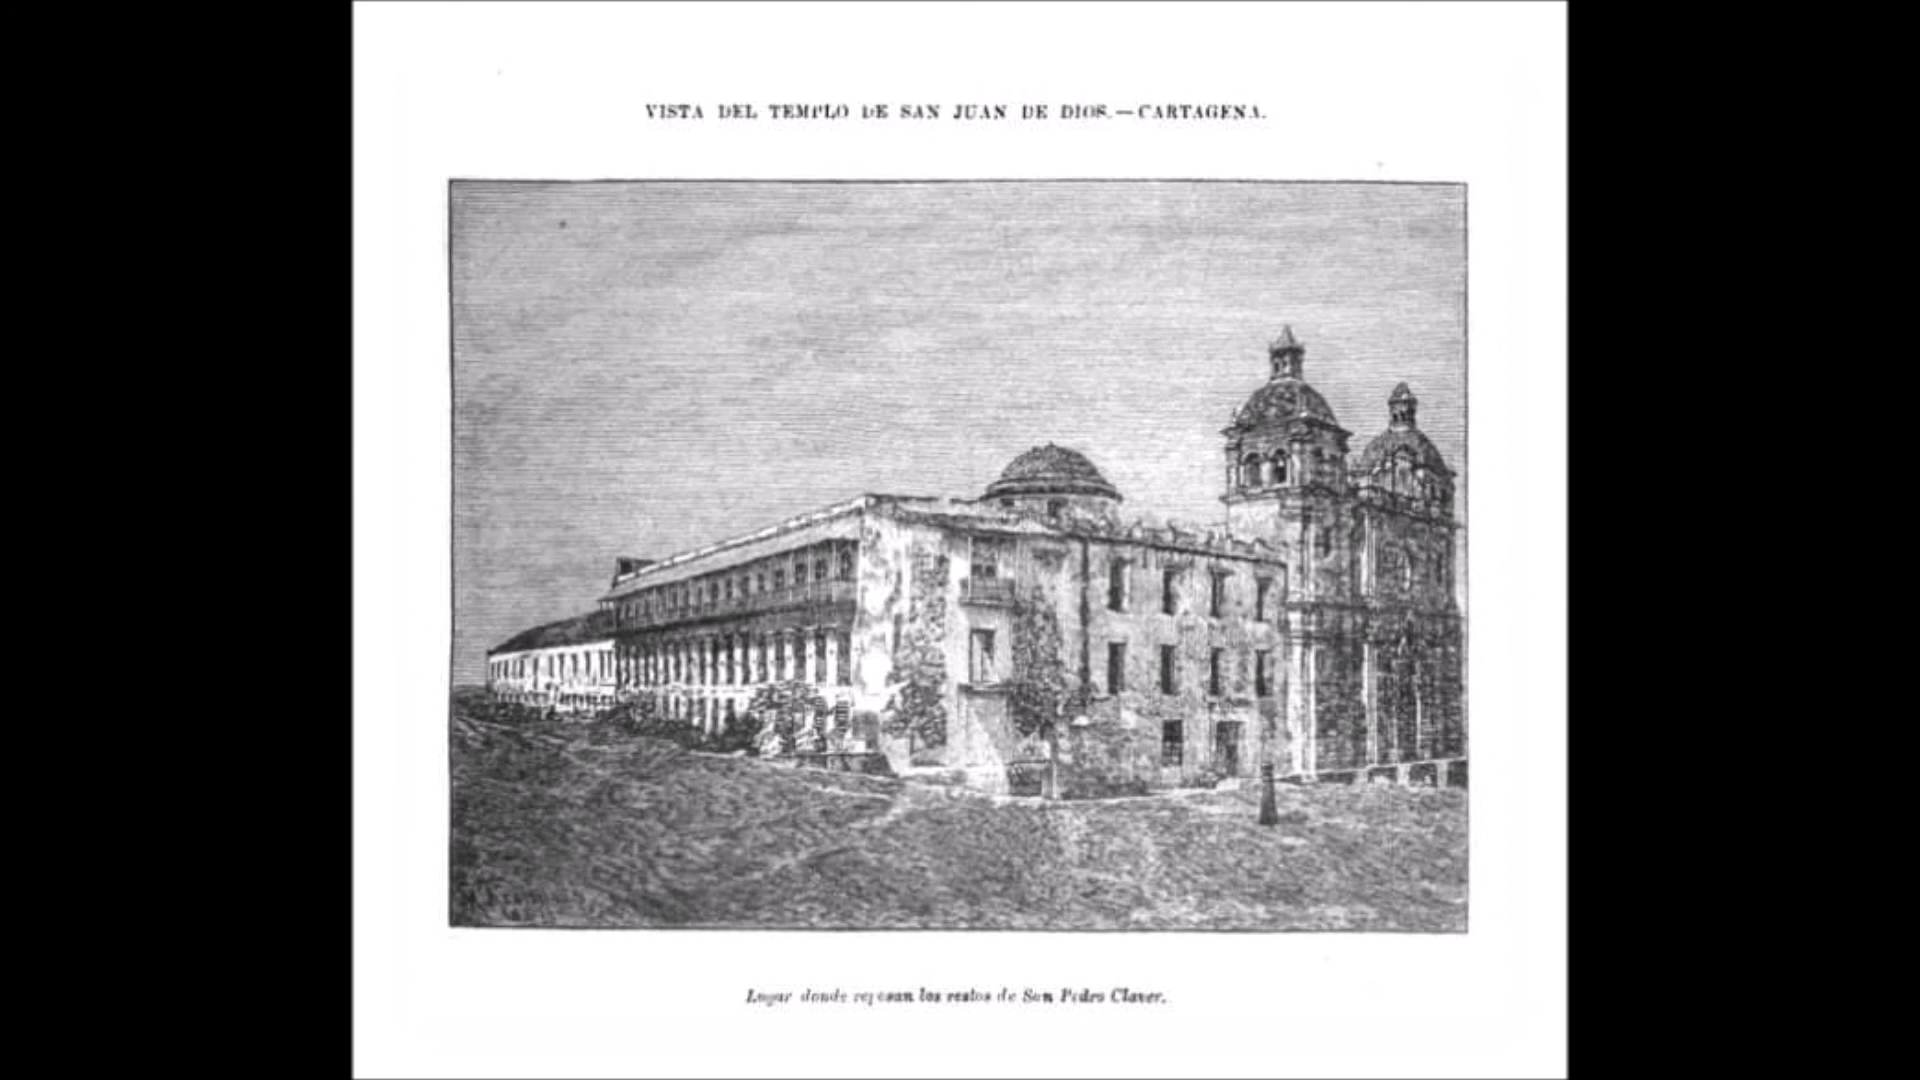 VISTA DEL TEMPLO DE SAN JUAN DE DIOS.—CARTAGENA.
Lugar donde reposan los restos de San Pedro Claver.